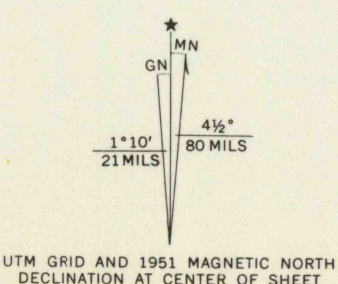 ★
MN
GN
1°10′
21 MILS
4½°
80 MILS
UTM GRID AND 1951 MAGNETIC NORTH
DECLINATION AT CENTER OF SHEET